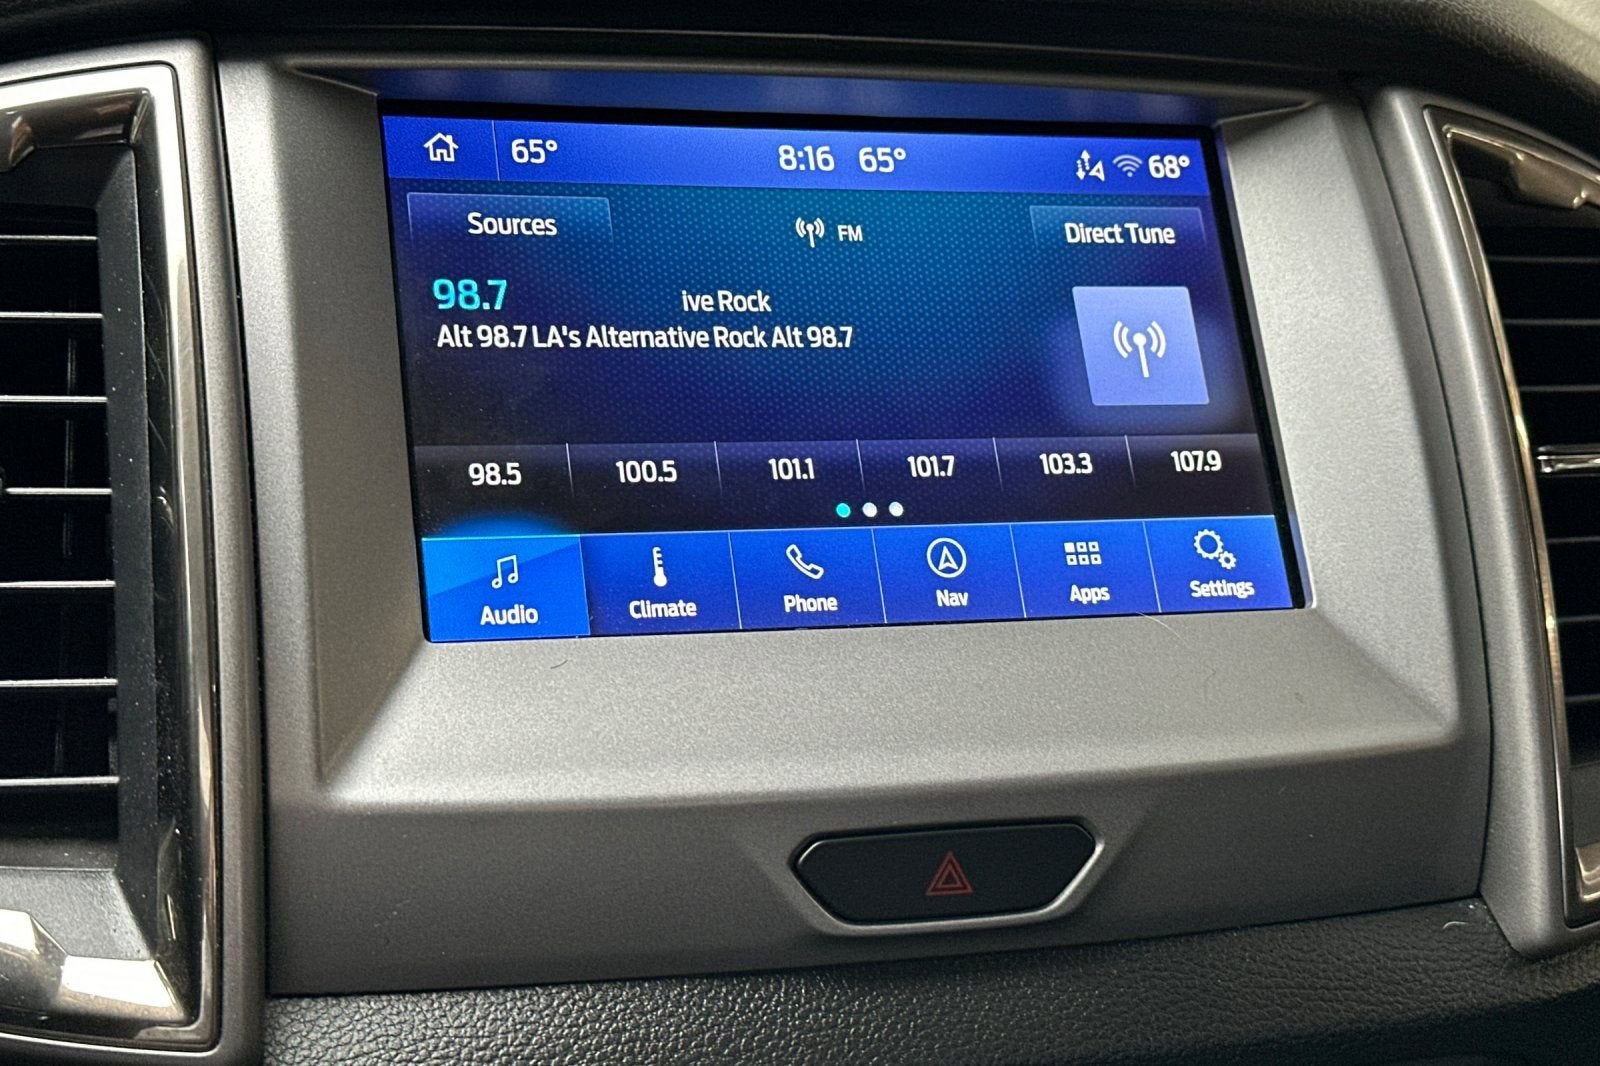 65° 8:16 65° 68°
Sources FM Direct Tune
98.7 ive Rock
Alt 98.7 LA's Alternative Rock Alt 98.7
98.5 100.5 101.1 101.7 103.3 107.9
Audio Climate Phone Nav Apps Settings